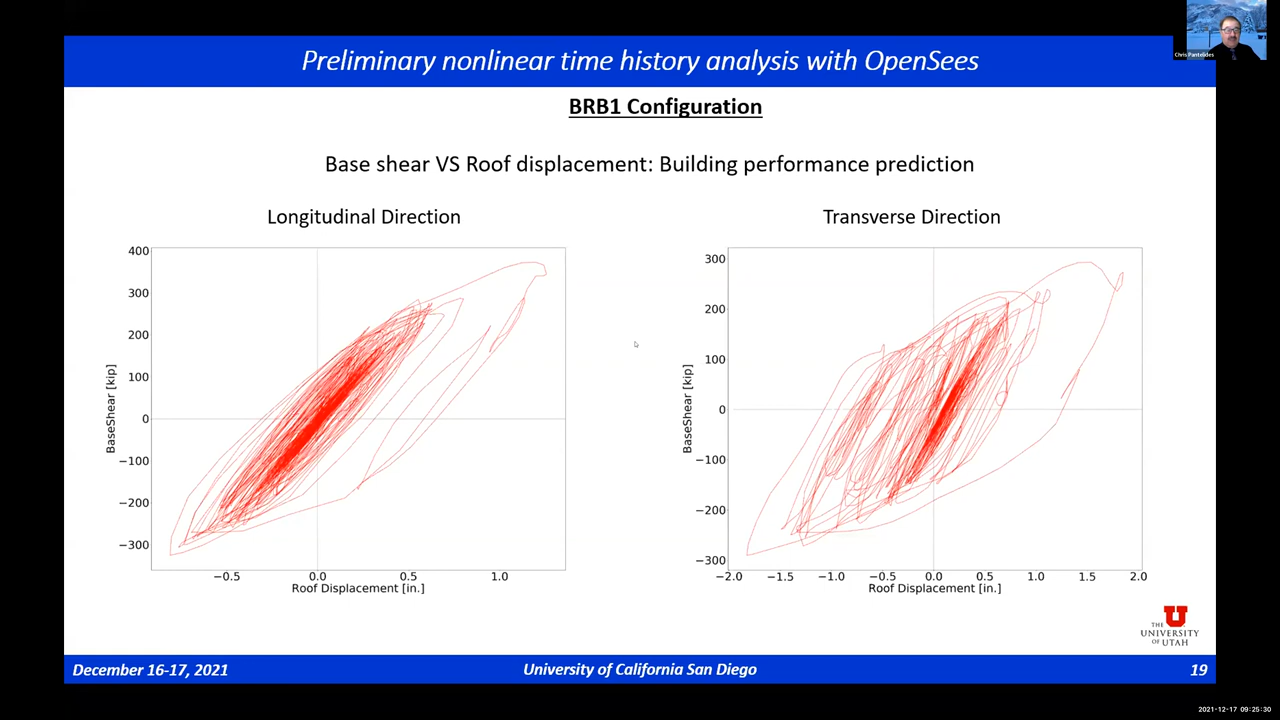 Chris Pantelides
Preliminary nonlinear time history analysis with OpenSees
BRB1 Configuration
Base shear VS Roof displacement: Building performance prediction
Longitudinal Direction
400
300
200
100
0
−100
−200
−300
BaseShear [kip]
−0.5 0.0 0.5 1.0
Roof Displacement [in.]
Transverse Direction
300
200
100
0
−100
−200
−300
BaseShear [kip]
−2.0 −1.5 −1.0 −0.5 0.0 0.5 1.0 1.5 2.0
Roof Displacement [in.]
U
THE
UNIVERSITY
OF UTAH
December 16-17, 2021 University of California San Diego 19
2021-12-17 09:25:30